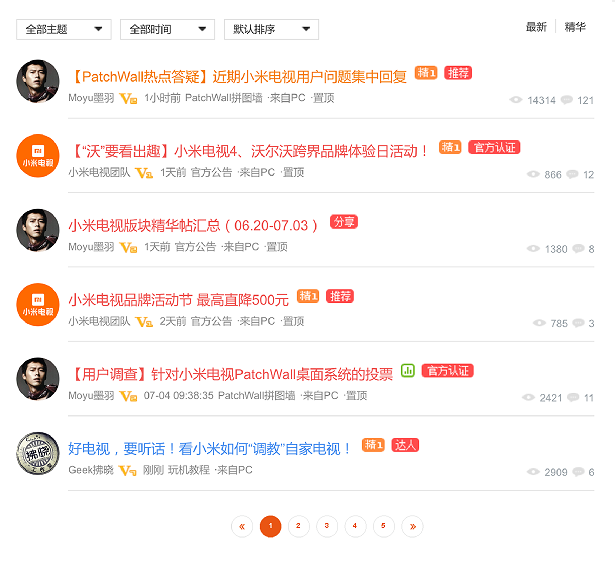 全部主题 全部时间 默认排序 最新 精华
【PatchWall热点答疑】近期小米电视用户问题集中回复 精1 推荐
Moyu墨羽 V 1小时前 PatchWall拼图墙 ·来自PC ·置顶 14314 121
【“沃”要看出趣】小米电视4、沃尔沃跨界品牌体验日活动！ 精1 官方认证
小米电视
小米电视团队 V 1天前 官方公告 ·来自PC ·置顶 866 12
小米电视版块精华帖汇总（06.20-07.03） 分享
Moyu墨羽 V 1天前 官方公告 ·来自PC ·置顶 1380 8
小米电视品牌活动节 最高直降500元 精1 推荐
小米电视
小米电视团队 V 2天前 官方公告 ·来自PC ·置顶 785 3
【用户调查】针对小米电视PatchWall桌面系统的投票 官方认证
Moyu墨羽 V 07-04 09:38:35 PatchWall拼图墙 ·来自PC ·置顶 2421 11
好电视，要听话！看小米如何“调教”自家电视！ 精1 达人
拂晓
Geek拂晓 V 刚刚 玩机教程 ·来自PC 2909 6
« 1 2 3 4 5 »